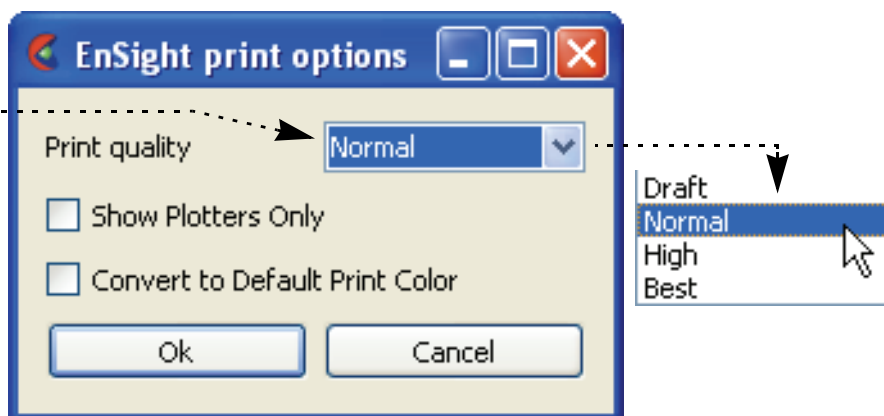 EnSight print options
Print quality
Normal
Show Plotters Only
Convert to Default Print Color
Ok
Cancel
Draft
Normal
High
Best